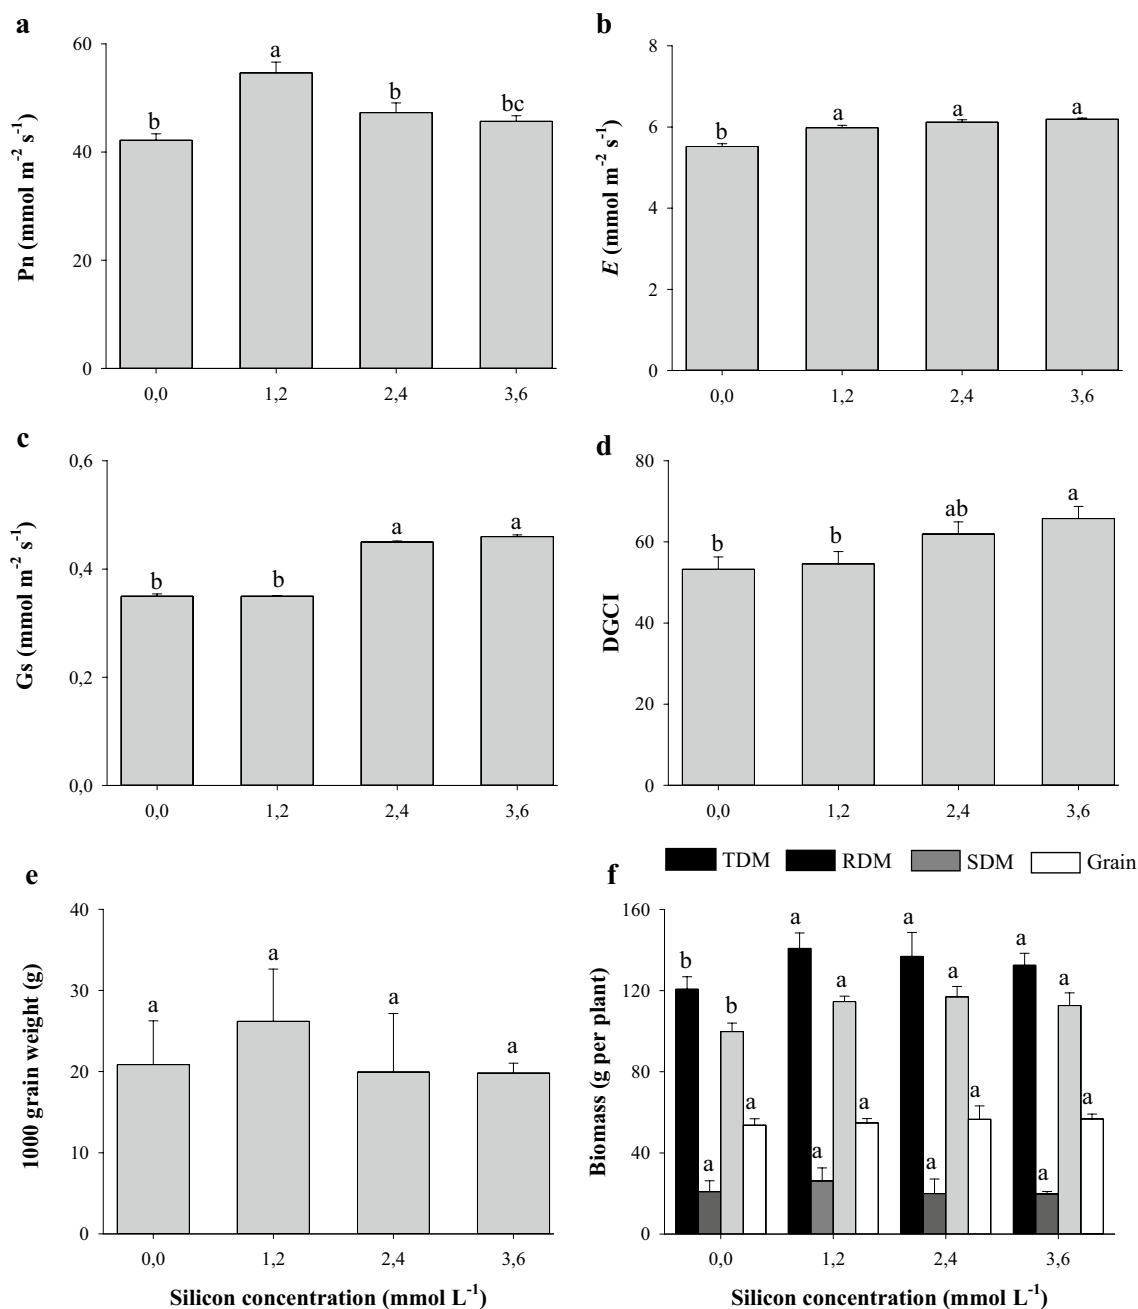 a
60
40
20
0
Pn (mmol m-2 s-1)
b
a
b
bc
0,0
1,2
2,4
3,6
b
8
6
4
2
0
E (mmol m-2 s-1)
b
a
a
a
0,0
1,2
2,4
3,6
c
0,6
0,4
0,2
0,0
Gs (mmol m-2 s-1)
b
b
a
a
0,0
1,2
2,4
3,6
d
80
60
40
20
0
DGCI
b
b
ab
a
0,0
1,2
2,4
3,6
e
40
30
20
10
0
1000 grain weight (g)
a
a
a
a
0,0
1,2
2,4
3,6
Silicon concentration (mmol L-1)
TDM RDM SDM Grain
f
160
120
80
40
0
Biomass (g per plant)
b
a
b
a
a
a
a
a
a
a
a
a
a
a
a
a
0,0
1,2
2,4
3,6
Silicon concentration (mmol L-1)